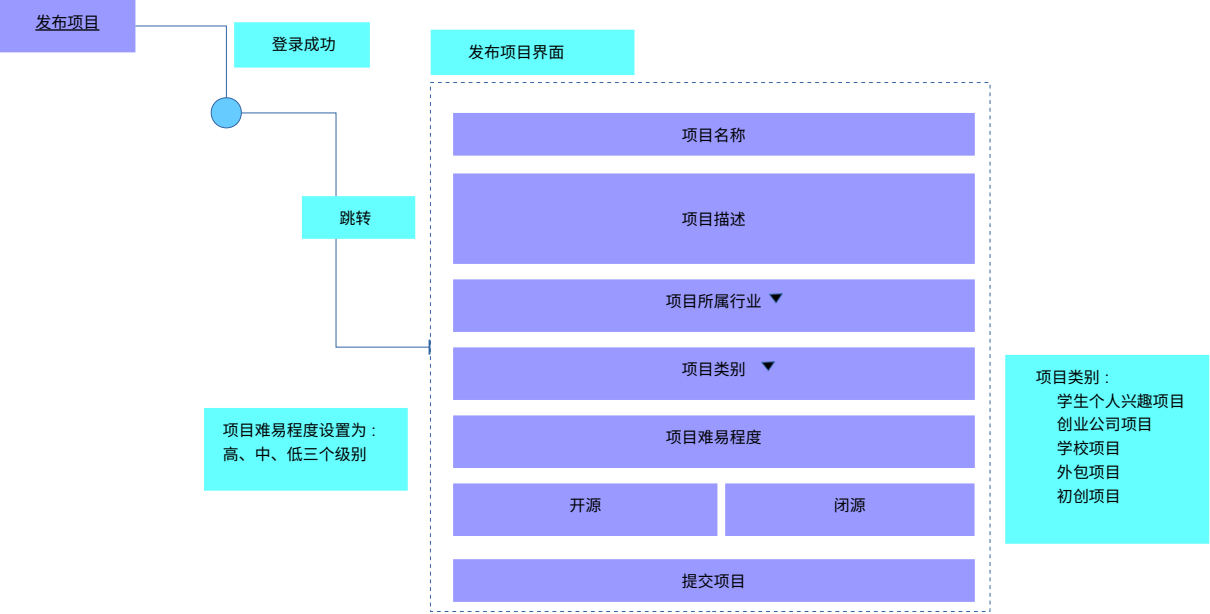 发布项目
登录成功
发布项目界面
项目名称
跳转
项目描述
项目所属行业
项目类别
项目难易程度
开源
闭源
提交项目
项目难易程度设置为：
高、中、低三个级别
项目类别：
学生个人兴趣项目
创业公司项目
学校项目
外包项目
初创项目